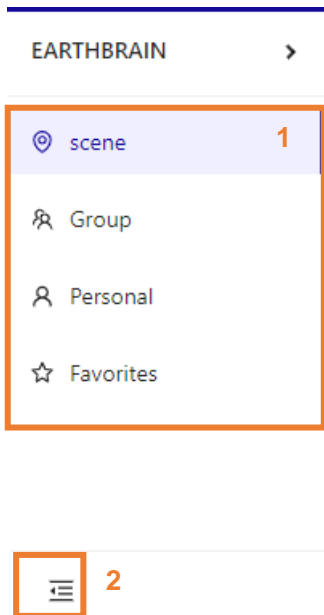 EARTHBRAIN
scene 1
Group
Personal
Favorites
2